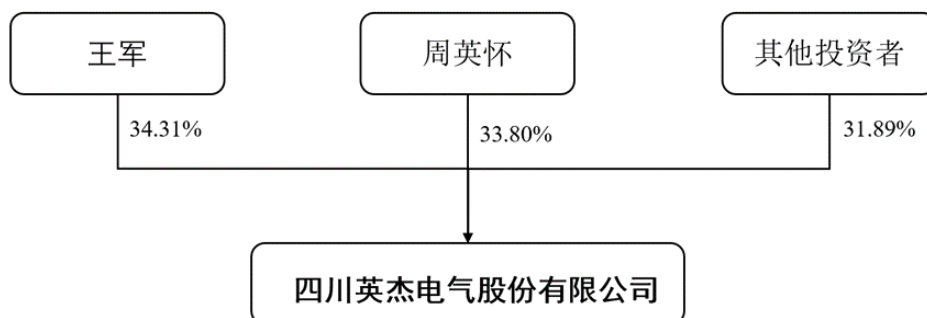 王军
周英怀
其他投资者
34.31%
33.80%
31.89%
四川英杰电气股份有限公司